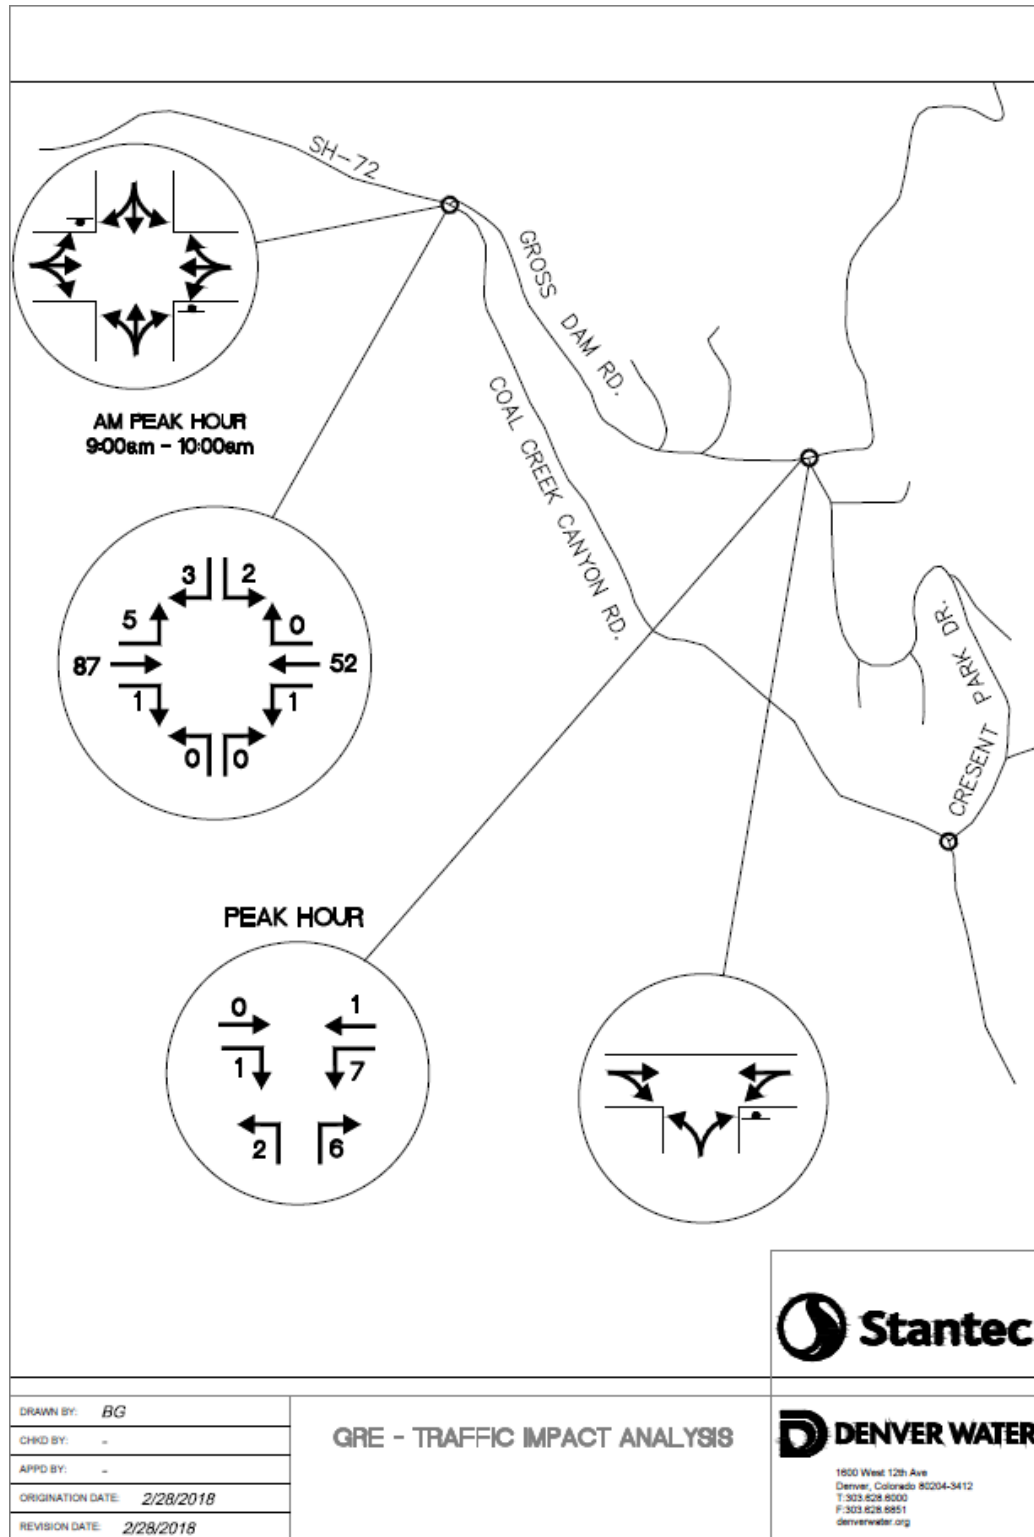 SH-72
GROSS DAM RD.
COAL CREEK CANYON RD.
CRESENT PARK DR.
AM PEAK HOUR
9:00am - 10:00am
3 2
5 0
87 52
1 1
0 0
PEAK HOUR
0 1
1 7
2 6
Stantec
DRAWN BY: BG
CHKD BY: -
APPD BY: -
ORIGINATION DATE: 2/28/2018
REVISION DATE: 2/28/2018
GRE - TRAFFIC IMPACT ANALYSIS
DENVER WATER
1600 West 12th Ave
Denver, Colorado 80204-3412
T:303.628.6000
F:303.628.6851
denverwater.org